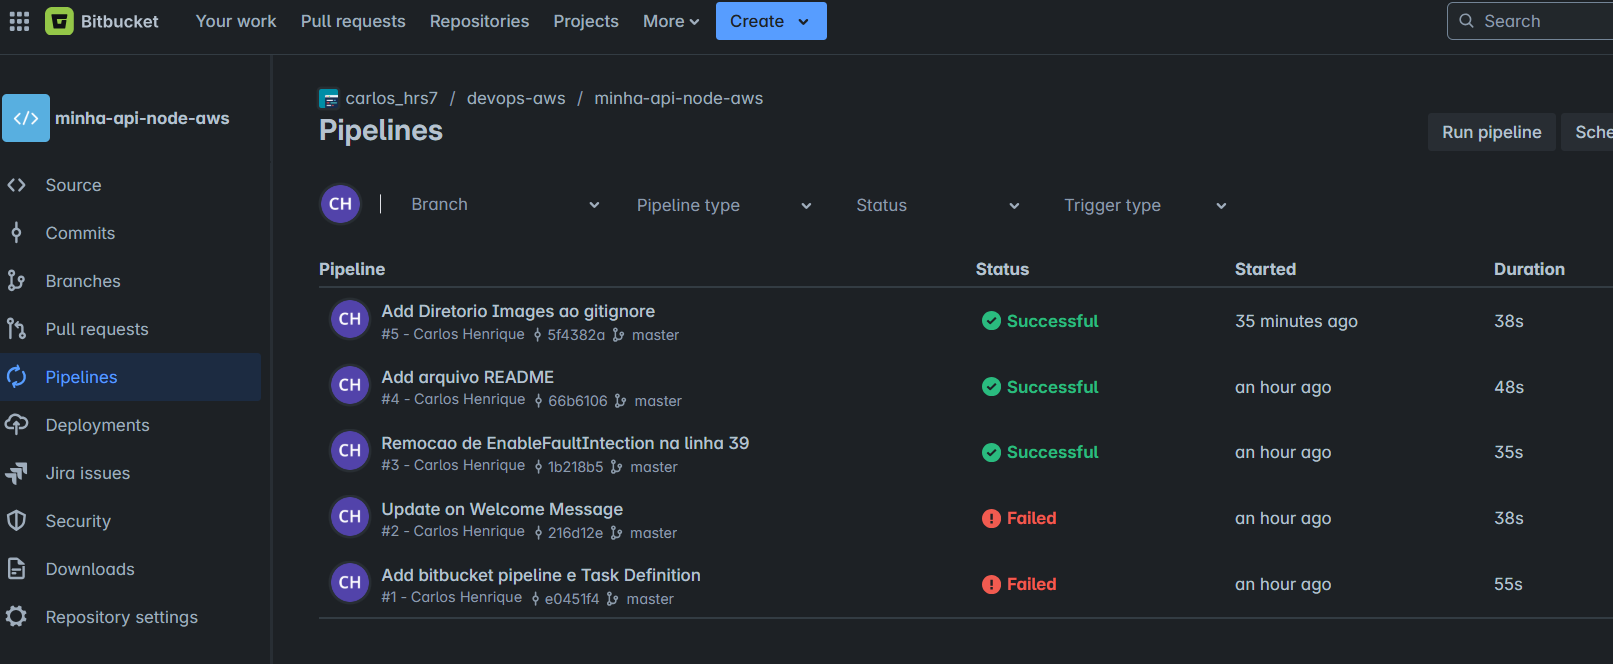 Bitbucket Your work Pull requests Repositories Projects More Create Search
minha-api-node-aws
Source
Commits
Branches
Pull requests
Pipelines
Deployments
Jira issues
Security
Downloads
Repository settings
carlos_hrs7 / devops-aws / minha-api-node-aws
Pipelines
Run pipeline Sche
CH Branch Pipeline type Status Trigger type
Pipeline Status Started Duration
CH Add Diretorio Images ao gitignore Successful 35 minutes ago 38s
#5 - Carlos Henrique 5f4382a master
CH Add arquivo README Successful an hour ago 48s
#4 - Carlos Henrique 66b6106 master
CH Remocao de EnableFaultIntection na linha 39 Successful an hour ago 35s
#3 - Carlos Henrique 1b218b5 master
CH Update on Welcome Message Failed an hour ago 38s
#2 - Carlos Henrique 216d12e master
CH Add bitbucket pipeline e Task Definition Failed an hour ago 55s
#1 - Carlos Henrique e0451f4 master